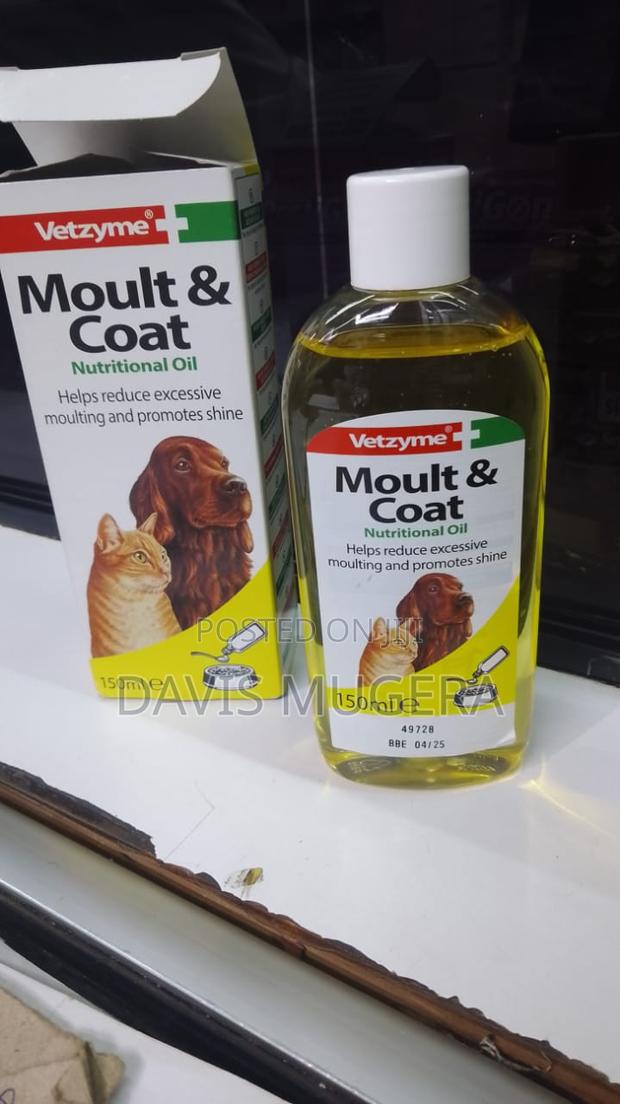 Vetzyme®
Moult &
Coat
Nutritional Oil
Helps reduce excessive
moulting and promotes shine
150ml e
Vetzyme®
Moult &
Coat
Nutritional Oil
Helps reduce excessive
moulting and promotes shine
150ml e
49728
BBE 04/25
POSTED ON JIJI
DAVIS MUGERA